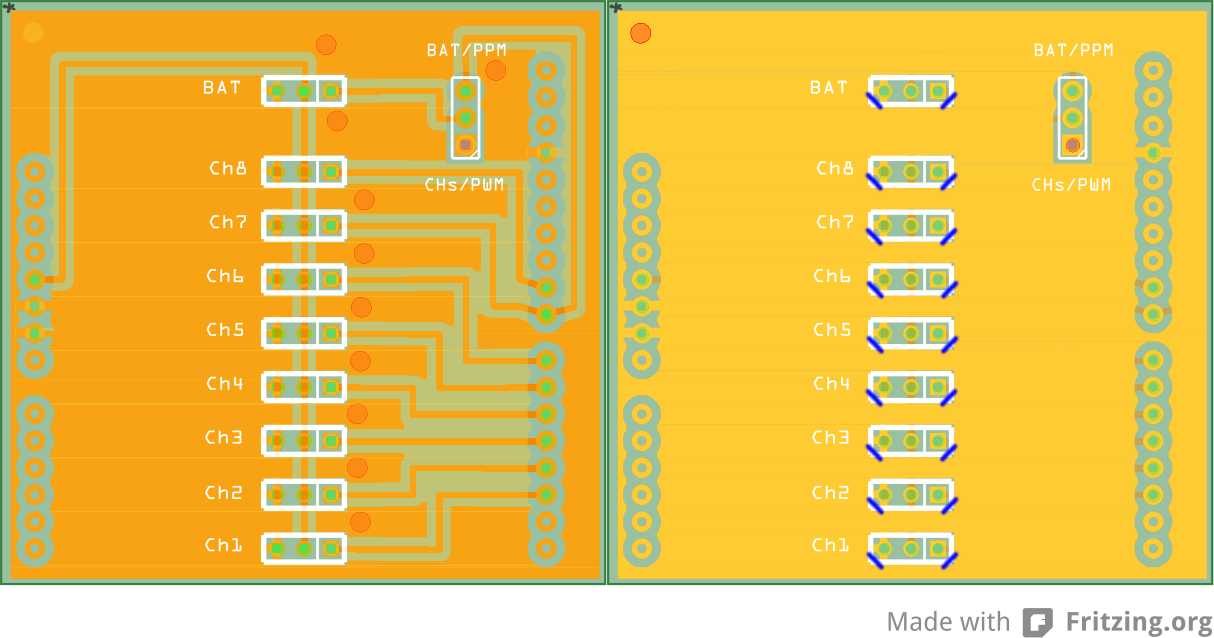 *
BAT/PPM
BAT
Ch8
CHs/PWM
Ch7
Ch6
Ch5
Ch4
Ch3
Ch2
Ch1
*
BAT/PPM
BAT
Ch8
CHs/PWM
Ch7
Ch6
Ch5
Ch4
Ch3
Ch2
Ch1
Made with Fritzing.org